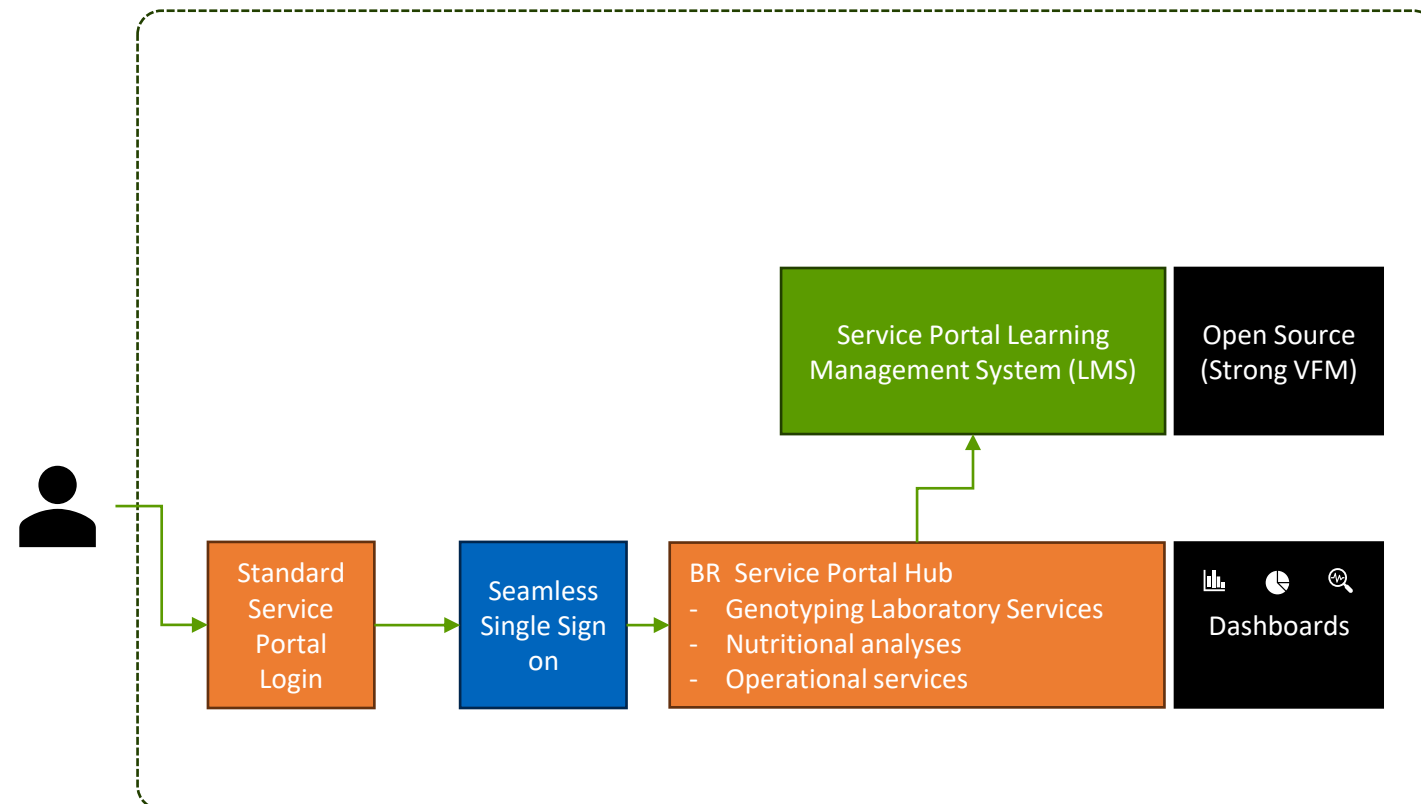 Service Portal Learning
Management System (LMS)
Open Source
(Strong VFM)
Standard
Service
Portal
Login
Seamless
Single Sign
on
BR  Service Portal Hub
- Genotyping Laboratory Services
- Nutritional analyses
- Operational services
Dashboards